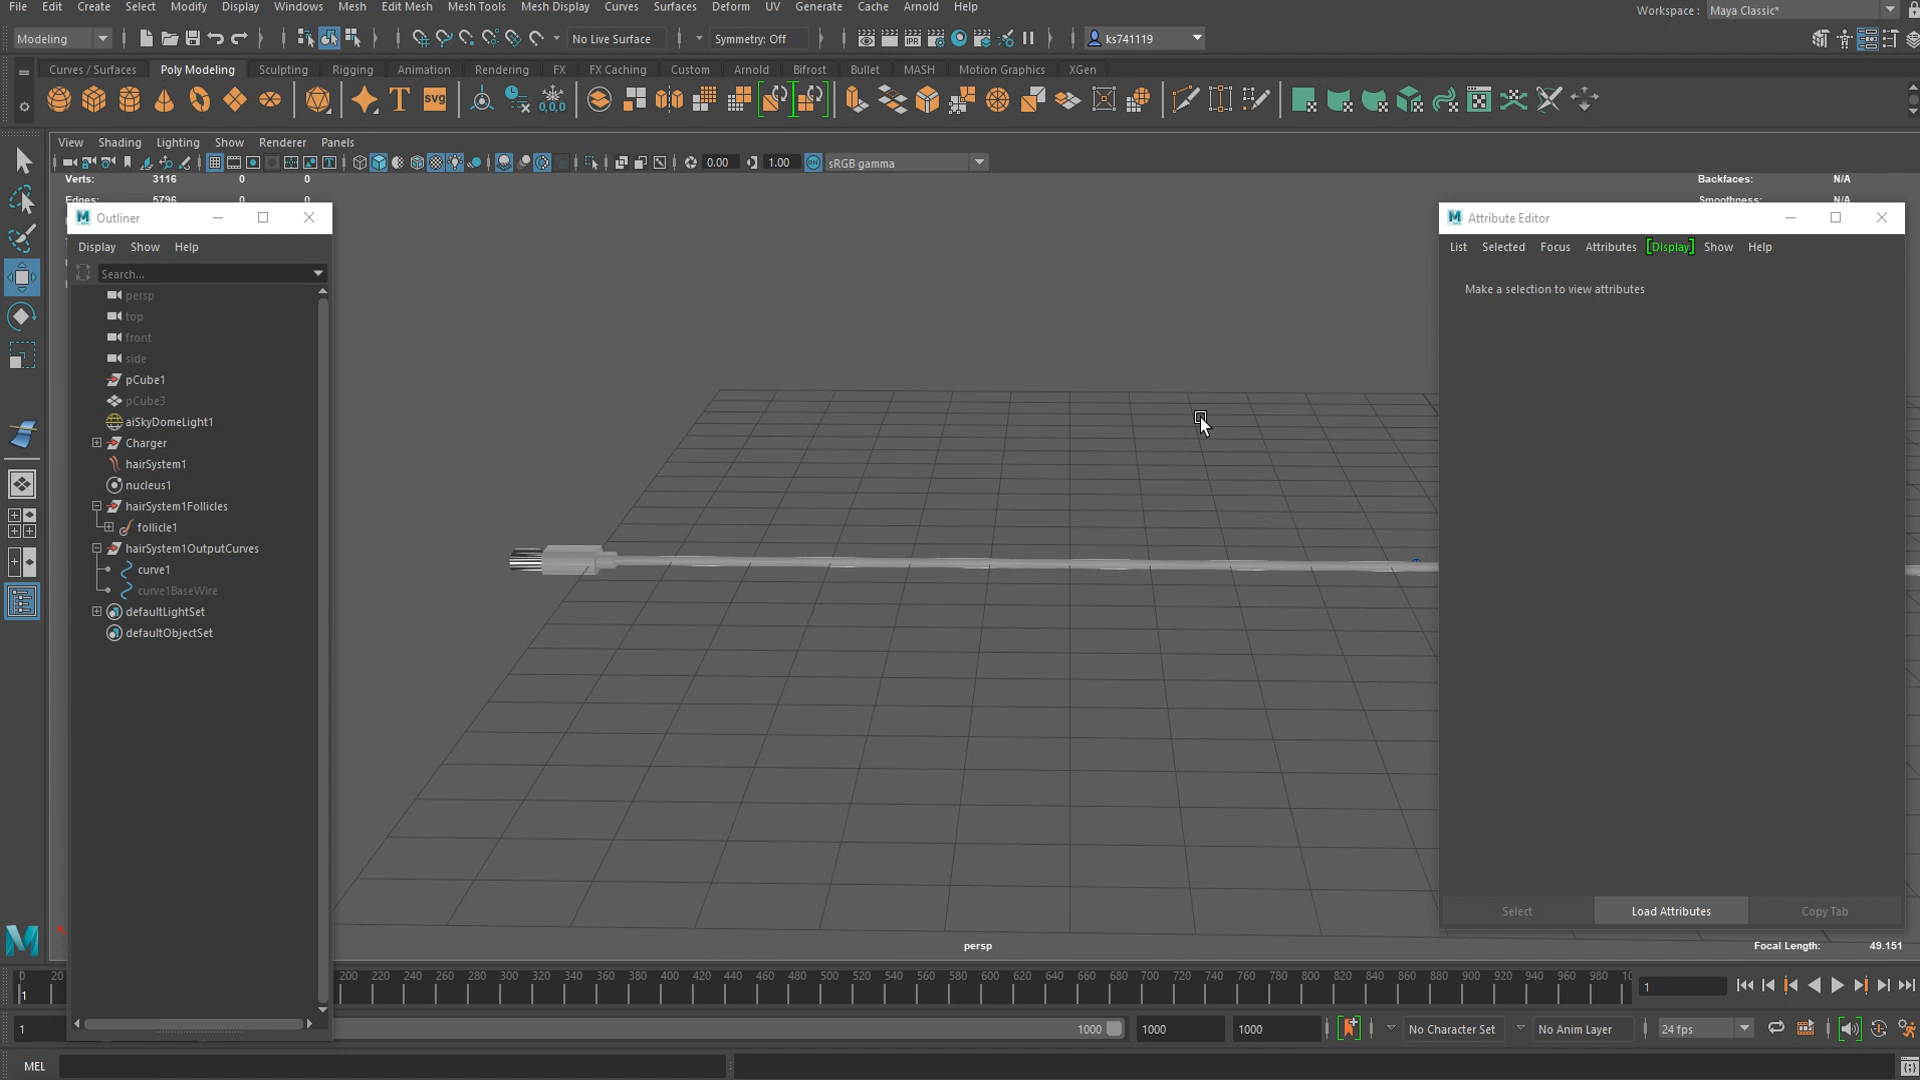 File Edit Create Select Modify Display Windows Mesh Edit Mesh Mesh Tools Mesh Display Curves Surfaces Deform UV Generate Cache Arnold Help
Workspace : Maya Classic*
Modeling No Live Surface Symmetry: Off IPR ks741119
Curves / Surfaces Poly Modeling Sculpting Rigging Animation Rendering FX FX Caching Custom Arnold Bifrost Bullet MASH Motion Graphics XGen
T SVG 0,0,0
View Shading Lighting Show Renderer Panels
0.00 1.00 ON sRGB gamma
Verts: 3116 0 0
Edges: 5796 0 0
Backfaces: N/A
Smoothness: N/A
M Outliner
Display Show Help
Search...
persp
top
front
side
pCube1
pCube3
aiSkyDomeLight1
Charger
hairSystem1
nucleus1
hairSystem1Follicles
follicle1
hairSystem1OutputCurves
curve1
curve1BaseWire
defaultLightSet
defaultObjectSet
M Attribute Editor
List Selected Focus Attributes Display Show Help
Make a selection to view attributes
Select Load Attributes Copy Tab
persp
Focal Length: 49.151
0 20 200 220 240 260 280 300 320 340 360 380 400 420 440 460 480 500 520 540 560 580 600 620 640 660 680 700 720 740 760 780 800 820 840 860 880 900 920 940 960 980 10
1 1
1 1000 1000 1000 No Character Set No Anim Layer 24 fps
MEL